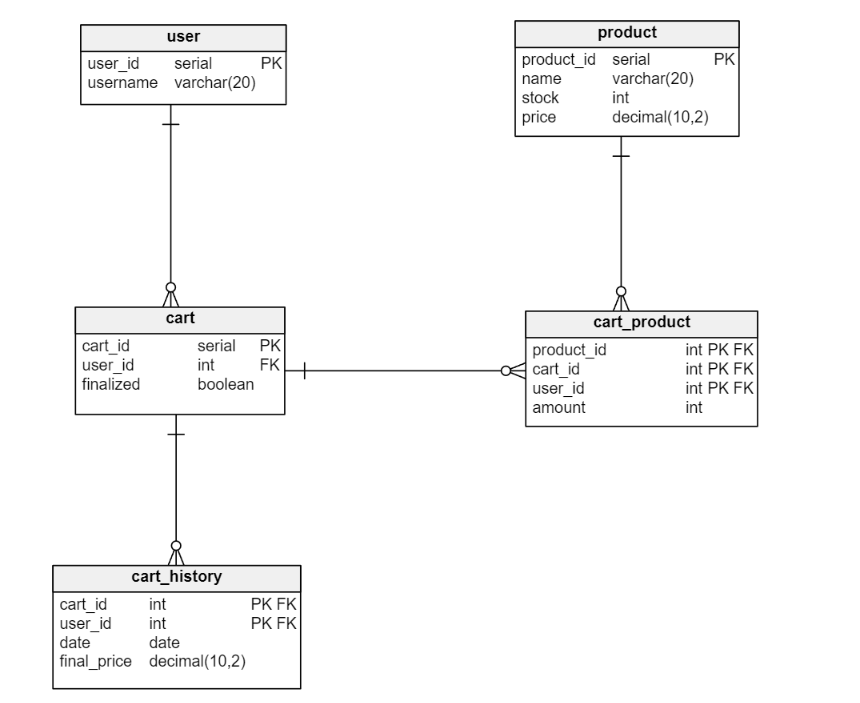 user
user_id serial PK
username varchar(20)
product
product_id serial PK
name varchar(20)
stock int
price decimal(10,2)
cart
cart_id serial PK
user_id int FK
finalized boolean
cart_product
product_id int PK FK
cart_id int PK FK
user_id int PK FK
amount int
cart_history
cart_id int PK FK
user_id int PK FK
date date
final_price decimal(10,2)